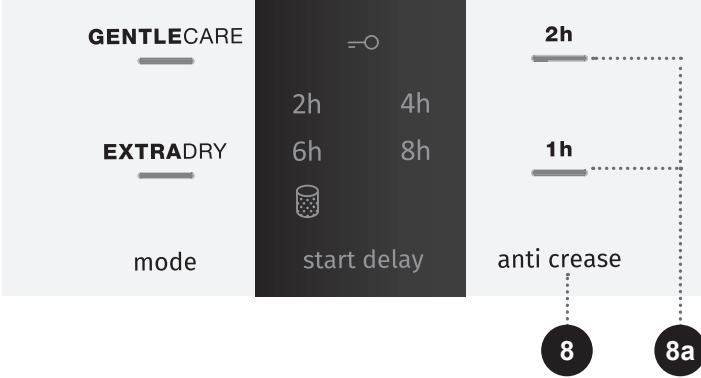 GENTLECARE
2h
2h 4h
EXTRADRY
6h 8h
1h
mode
start delay
anti crease
8
8a